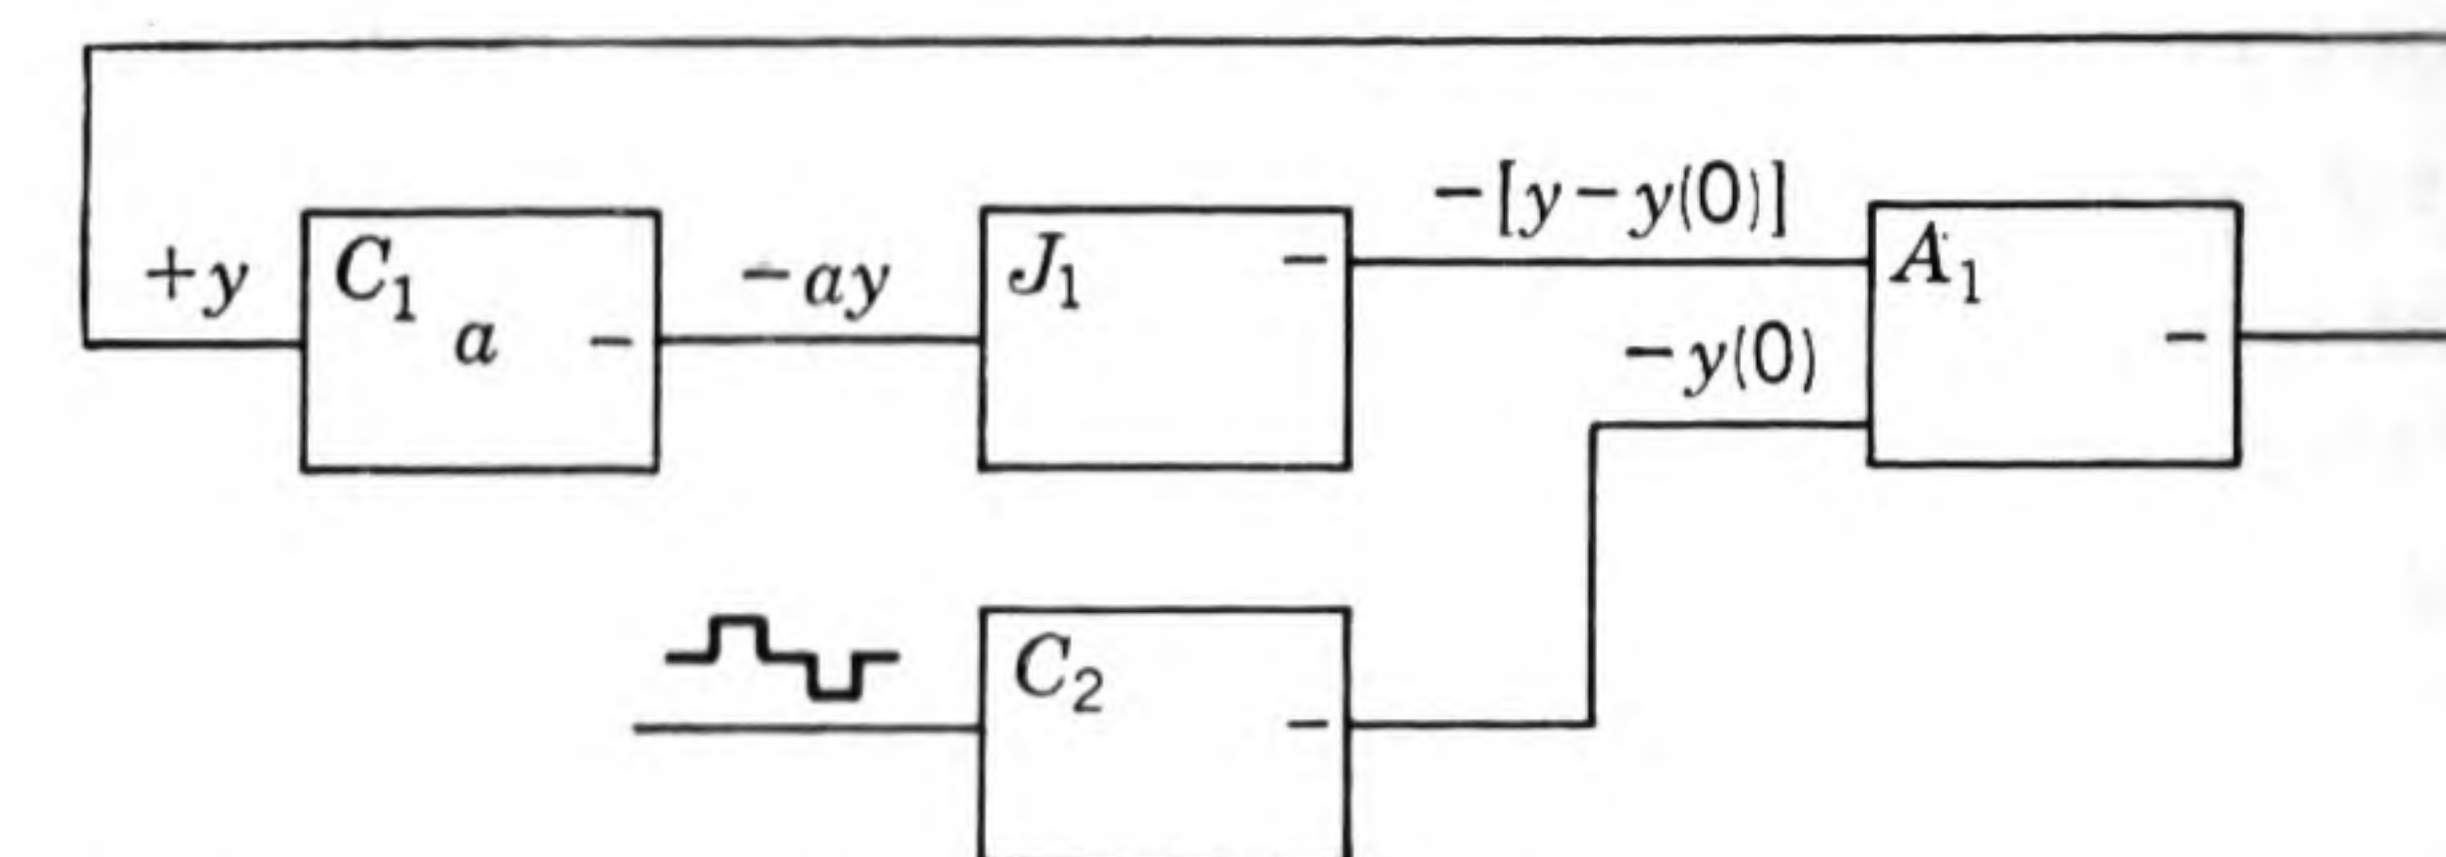 −[y−y(0)]
+y C₁ a − −ay J₁ − A₁ −
−y(0)
C₂ −